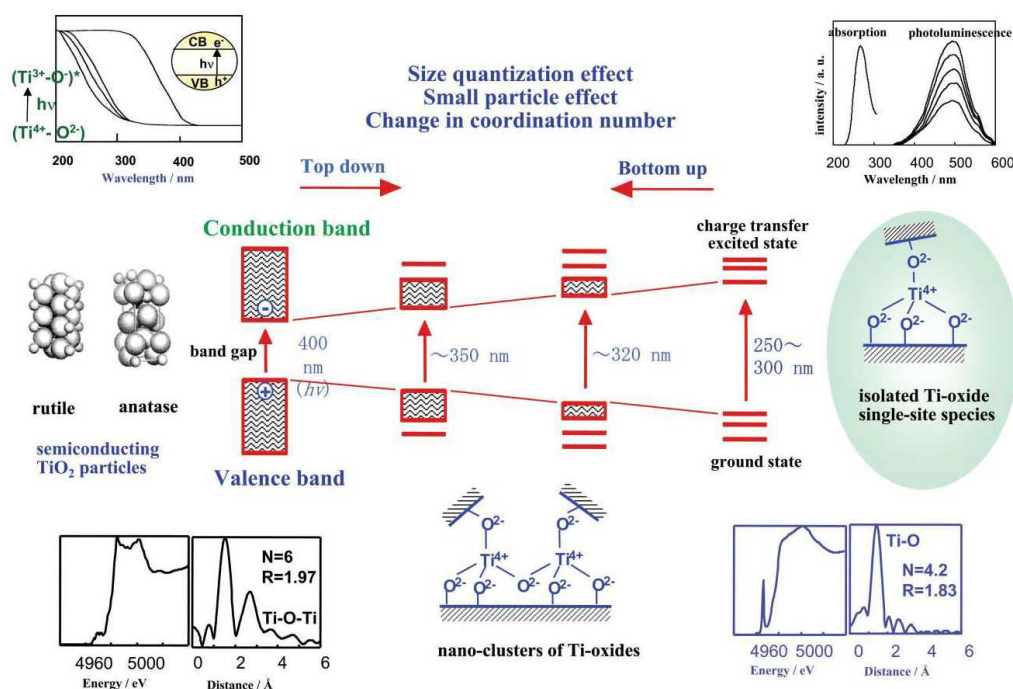 CB e⁻
hν
VB h⁺
(Ti³⁺-O⁻)*
hν
(Ti⁴⁺- O²⁻)
200 300 400 500
Wavelength / nm
Size quantization effect
Small particle effect
Change in coordination number
absorption photoluminescence
intensity / a. u.
200 300 400 500 600
Wavelength / nm
Top down
Bottom up
Conduction band
charge transfer
excited state
-
band gap
400
nm
(hν)
~350 nm
~320 nm
250~
300 nm
+
O²⁻
Ti⁴⁺
O²⁻ O²⁻ O²⁻
isolated Ti-oxide
single-site species
rutile anatase
semiconducting
TiO₂ particles
Valence band
ground state
O²⁻ O²⁻
Ti⁴⁺ Ti⁴⁺
O²⁻ O²⁻ O²⁻ O²⁻ O²⁻
nano-clusters of Ti-oxides
N=6
R=1.97
Ti-O-Ti
4960 5000
Energy / eV
0 2 4 6
Distance / Å
Ti-O
N=4.2
R=1.83
4960 5000
Energy / eV
0 2 4 6
Distance / Å